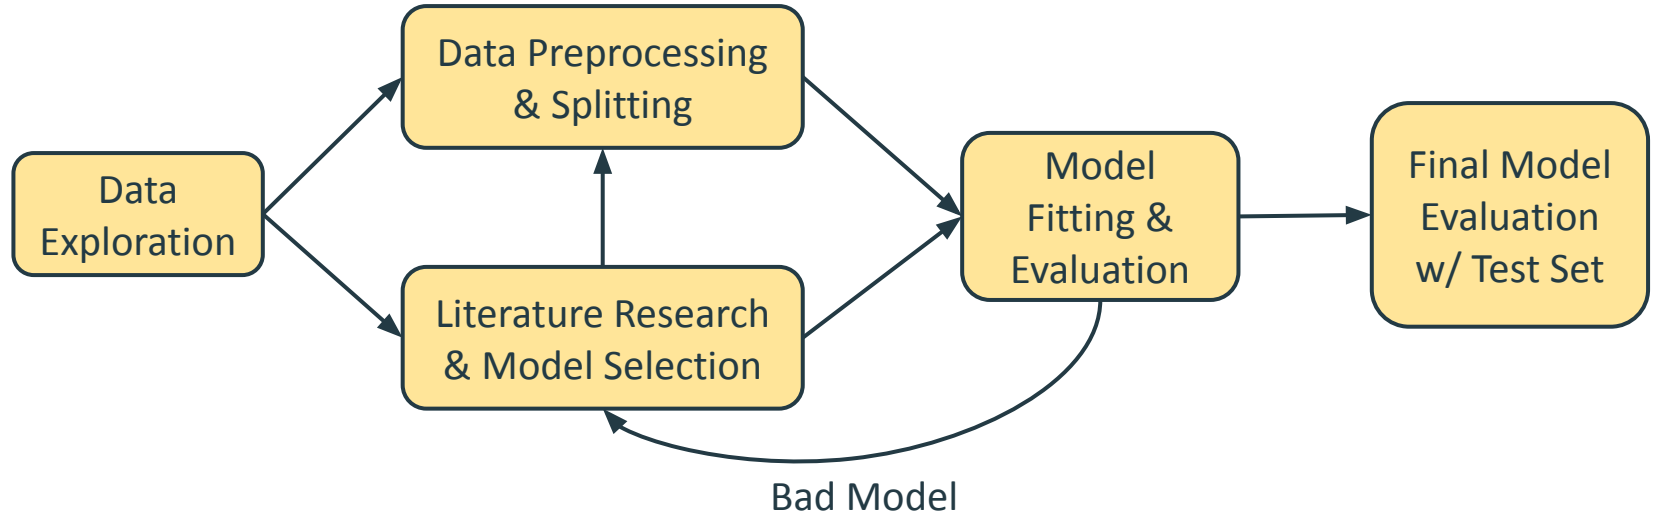 Data
Exploration
Data Preprocessing
& Splitting
Literature Research
& Model Selection
Model
Fitting &
Evaluation
Final Model
Evaluation
w/ Test Set
Bad Model